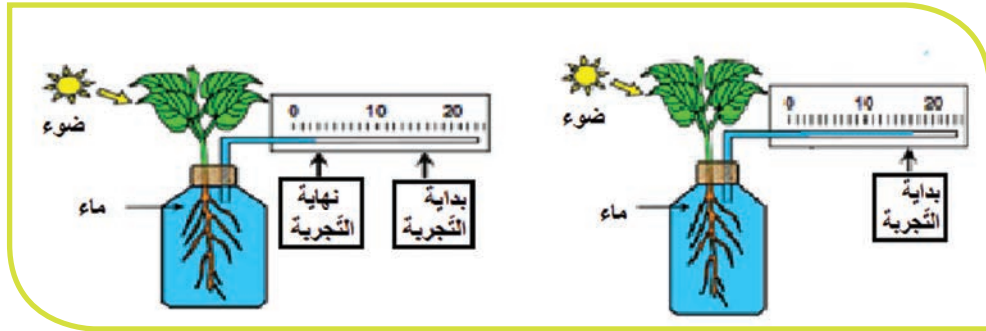 0 10 20
ضوء
ماء
نهاية
التّجربة
بداية
التّجربة
0 10 20
ضوء
ماء
بداية
التّجربة